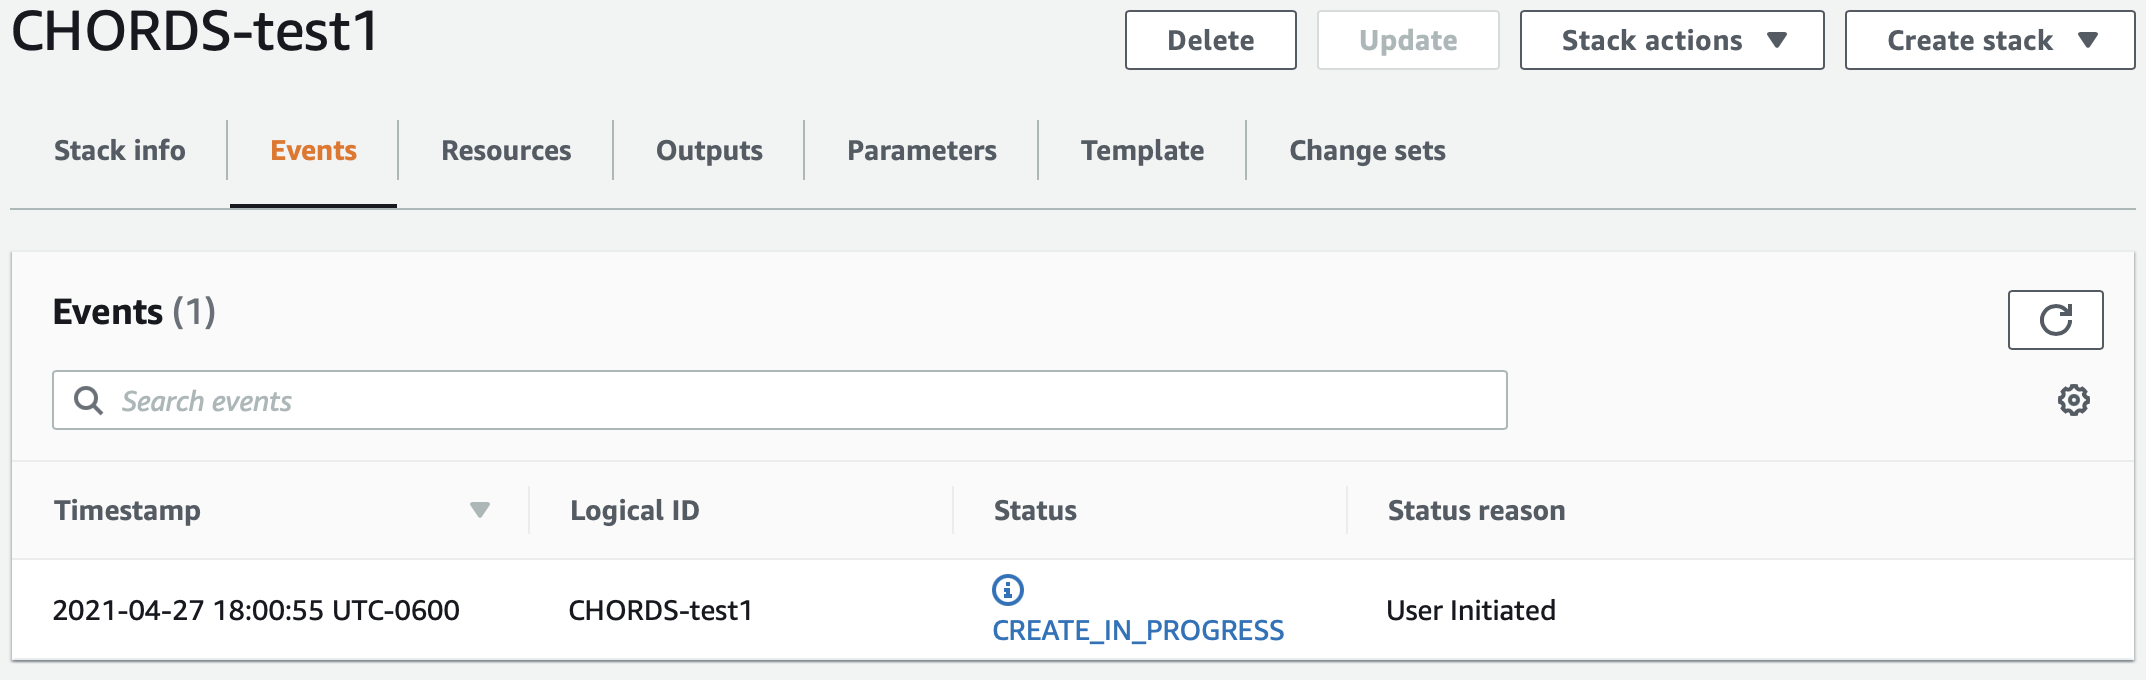 CHORDS-test1
Delete
Update
Stack actions
Create stack
Stack info
Events
Resources
Outputs
Parameters
Template
Change sets
Events (1)
Search events
Timestamp
Logical ID
Status
Status reason
2021-04-27 18:00:55 UTC-0600
CHORDS-test1
CREATE_IN_PROGRESS
User Initiated